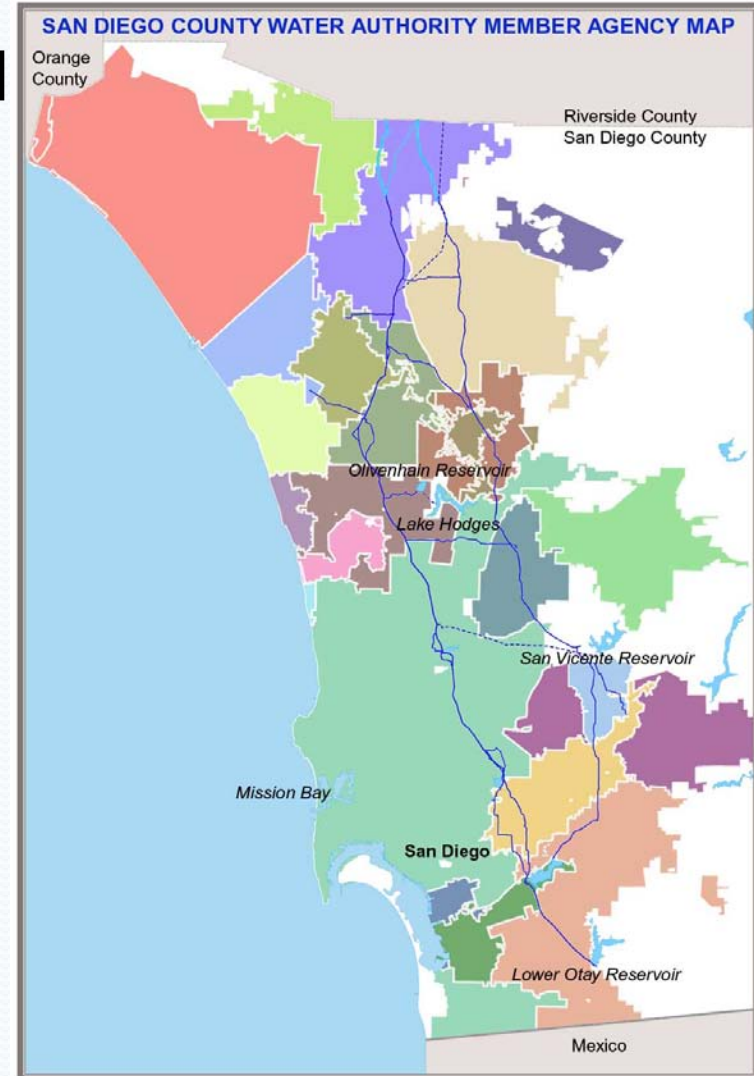 SAN DIEGO COUNTY WATER AUTHORITY MEMBER AGENCY MAP
Orange
County
Riverside County
San Diego County
Olivenhain Reservoir
Lake Hodges
San Vicente Reservoir
Mission Bay
San Diego
Lower Otay Reservoir
Mexico